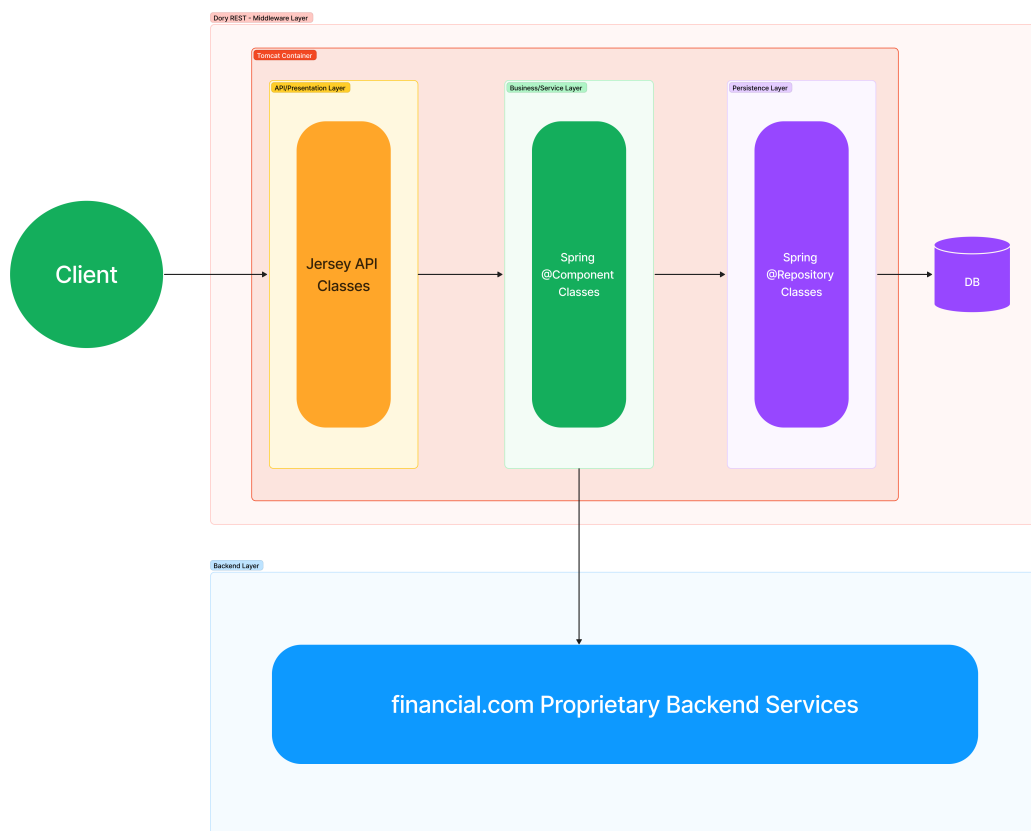 Dory REST - Middleware Layer
Tomcat Container
API/Presentation Layer
Business/Service Layer
Persistence Layer
Client
Jersey API
Classes
Spring
@Component
Classes
Spring
@Repository
Classes
DB
Backend Layer
financial.com Proprietary Backend Services